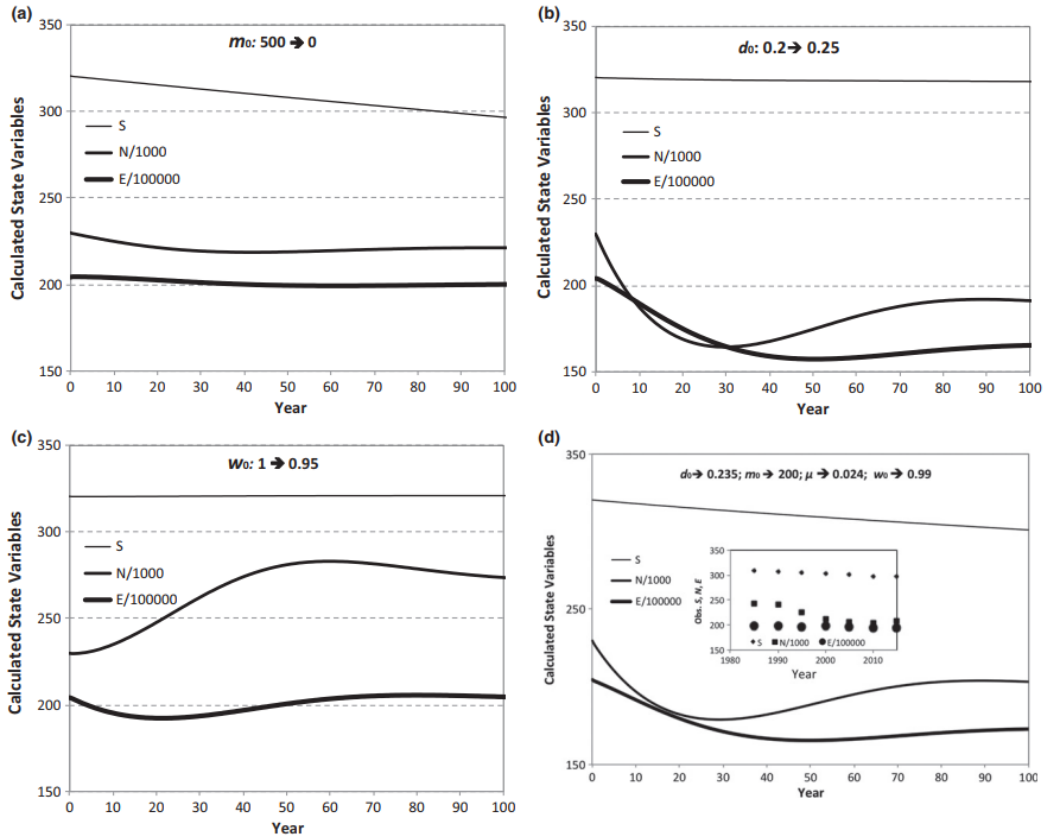 (a)
m₀: 500 ➔ 0
Calculated State Variables
350
300
250
200
150
S
N/1000
E/100000
0 10 20 30 40 50 60 70 80 90 100
Year
(b)
d₀: 0.2➔ 0.25
Calculated State Variables
350
300
250
200
150
S
N/1000
E/100000
0 10 20 30 40 50 60 70 80 90 100
Year
(c)
w₀: 1 ➔ 0.95
Calculated State Variables
350
300
250
200
150
S
N/1000
E/100000
0 10 20 30 40 50 60 70 80 90 100
Year
(d)
d₀➔ 0.235; m₀ ➔ 200; μ ➔ 0.024; w₀ ➔ 0.99
Calculated State Variables
350
250
150
S
N/1000
E/100000
Obs. S, N, E
350
300
250
200
150
S N/1000 E/100000
1980 1990 2000 2010
Year
0 10 20 30 40 50 60 70 80 90 100
Year